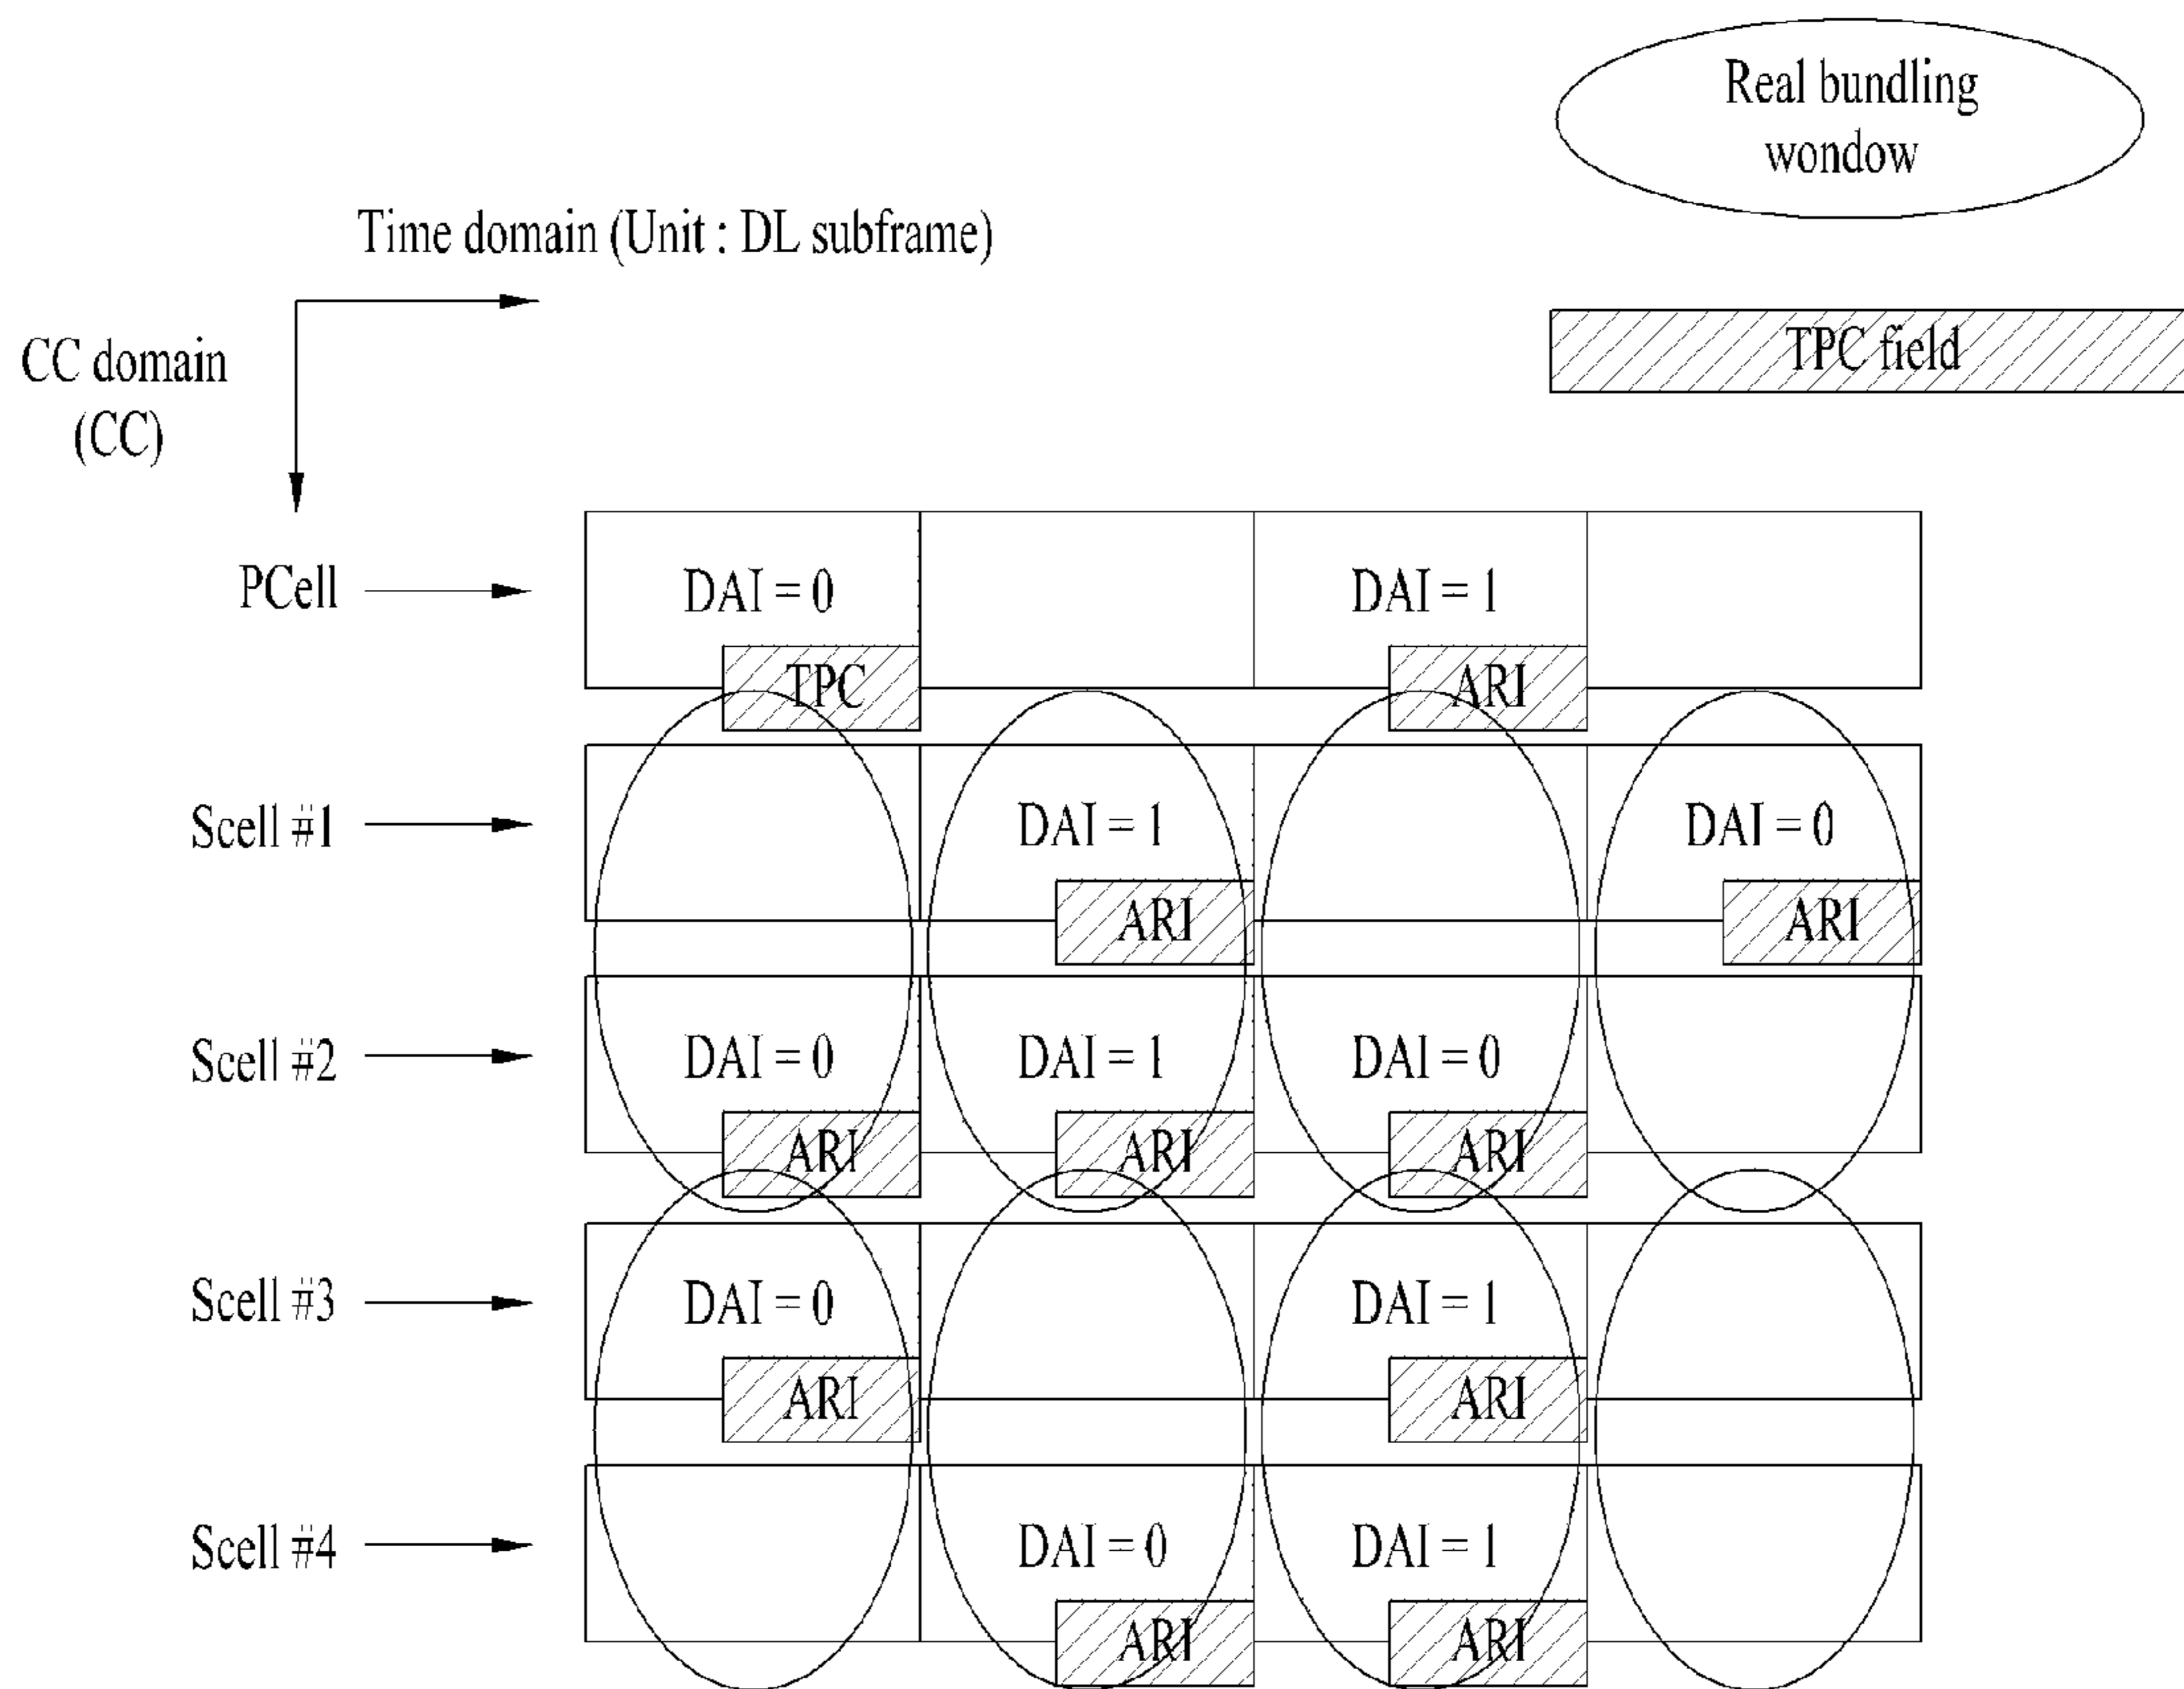 Real bundling
wondow
Time domain (Unit : DL subframe)
TPC field
CC domain
(CC)
PCell
DAI = 0
DAI = 1
TPC
ARI
Scell #1
DAI = 1
DAI = 0
ARI
ARI
Scell #2
DAI = 0
DAI = 1
DAI = 0
ARI
ARI
ARI
Scell #3
DAI = 0
DAI = 1
ARI
ARI
Scell #4
DAI = 0
DAI = 1
ARI
ARI